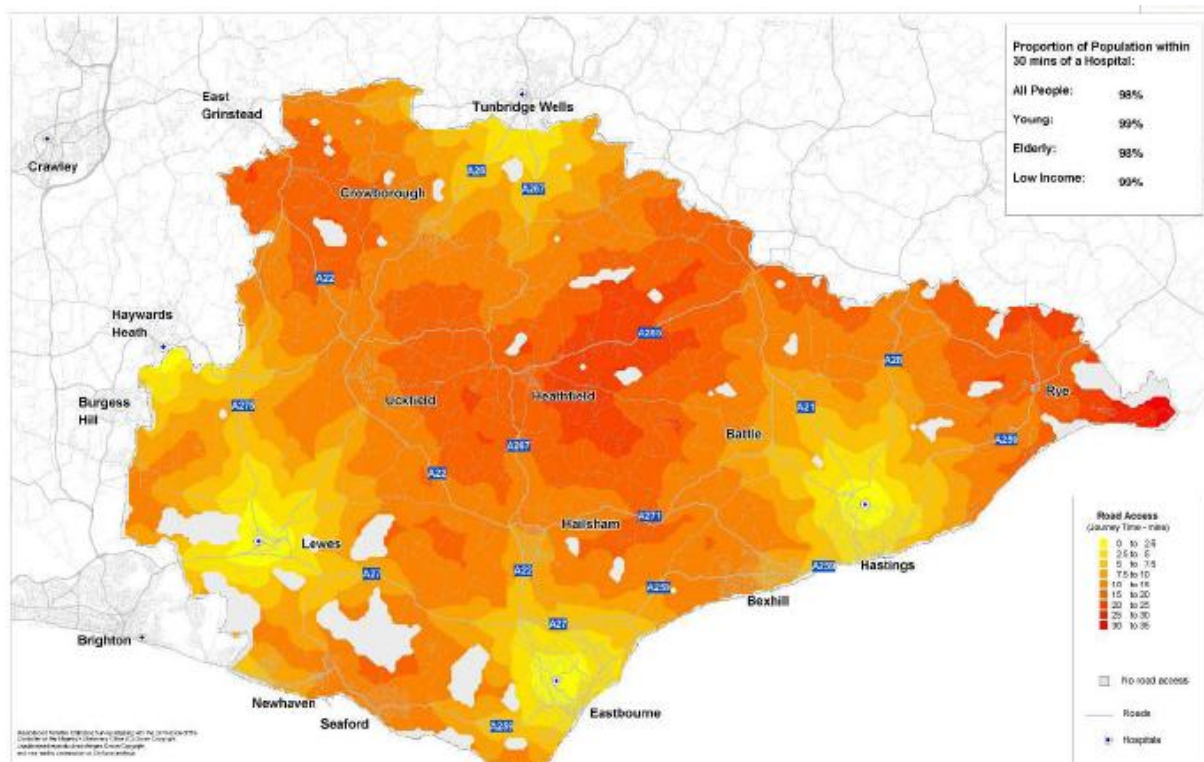 Proportion of Population within
30 mins of a Hospital:
All People: 98%
Young: 99%
Elderly: 98%
Low Income: 99%
East
Grinstead
Tunbridge Wells
Crawley
A26
A267
Crowborough
A22
Haywards
Heath
A265
A28
Burgess
Hill
A275
Uckfield
Heathfield
Rye
A21
Battle
A259
A267
A22
Hailsham
A271
Lewes
A27
A22
A259
A259
Hastings
Bexhill
Brighton
A27
Newhaven
Seaford
Eastbourne
A259
Road Access
(Journey Time - mins)
0 to 2.5
2.5 to 5
5 to 7.5
7.5 to 10
10 to 15
15 to 20
20 to 25
25 to 30
30 to 35
No road access
Roads
Hospitals